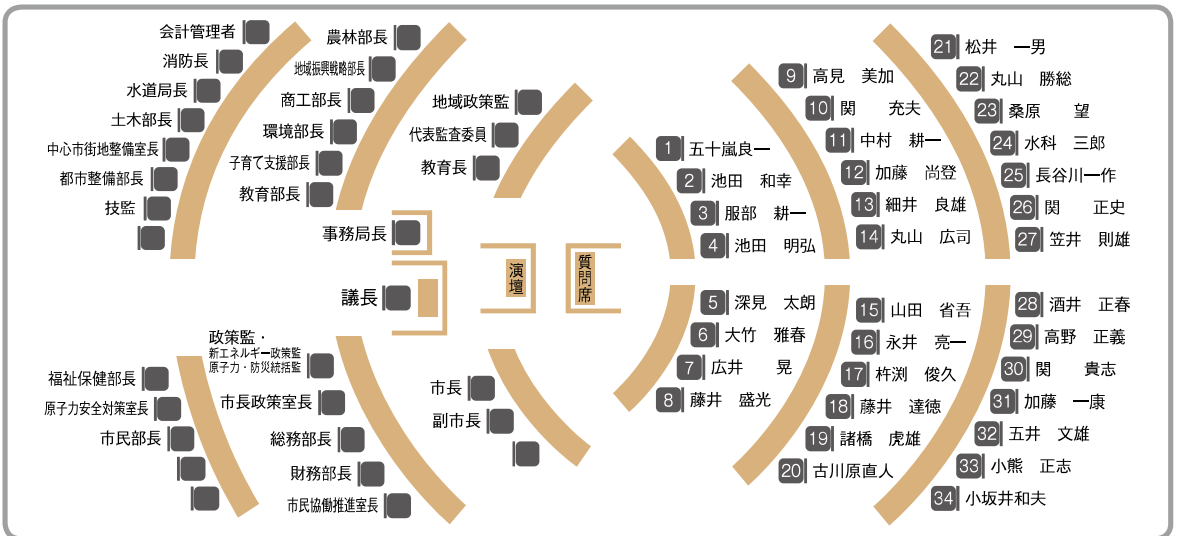 会計管理者
消防長
水道局長
土木部長
中心市街地整備室長
都市整備部長
技監
農林部長
地域振興戦略部長
商工部長
環境部長
子育て支援部長
教育部長
地域政策監
代表監査委員
教育長
事務局長
議長
演壇
質問席
政策監・
新エネルギー政策監
原子力・防災統括監
市長政策室長
総務部長
財務部長
市民協働推進室長
福祉保健部長
原子力安全対策室長
市民部長
市長
副市長
1 五十嵐良一
2 池田 和幸
3 服部 耕一
4 池田 明弘
5 深見 太朗
6 大竹 雅春
7 広井 晃
8 藤井 盛光
9 高見 美加
10 関 充夫
11 中村 耕一
12 加藤 尚登
13 細井 良雄
14 丸山 広司
15 山田 省吾
16 永井 亮一
17 杵渕 俊久
18 藤井 達徳
19 諸橋 虎雄
20 古川原直人
21 松井 一男
22 丸山 勝総
23 桑原 望
24 水科 三郎
25 長谷川一作
26 関 正史
27 笠井 則雄
28 酒井 正春
29 高野 正義
30 関 貴志
31 加藤 一康
32 五井 文雄
33 小熊 正志
34 小坂井和夫